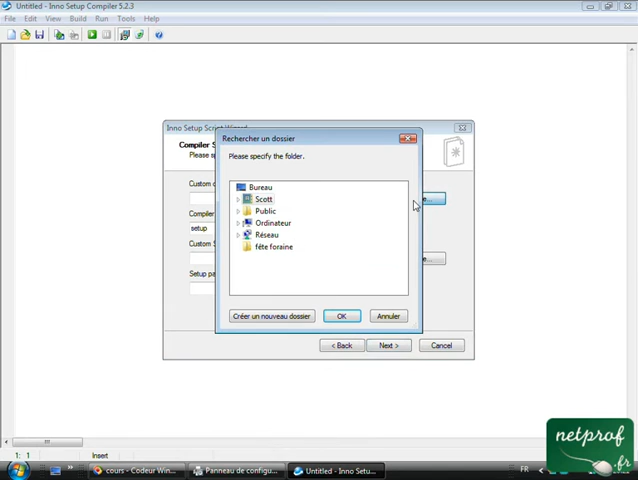 Untitled - Inno Setup Compiler 5.2.3
File Edit View Build Run Tools Help
Inno Setup Script Wizard
Compiler S
Please sp
Custom c
Compiler
setup
Custom S
Setup pa
Rechercher un dossier
Please specify the folder.
Bureau
Scott
Public
Ordinateur
Réseau
fête foraine
Créer un nouveau dossier OK Annuler
e...
e...
< Back Next > Cancel
1: 1 Insert
cours - Codeur Win... Panneau de configu... Untitled - Inno Setu... FR
netprof
.fr